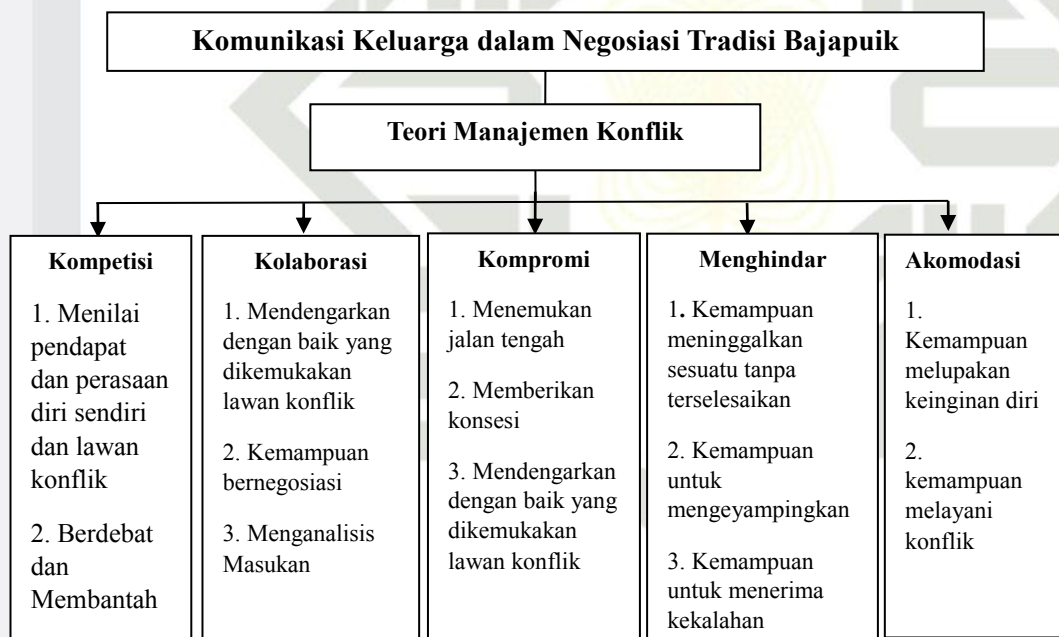 Komunikasi Keluarga dalam Negosiasi Tradisi Bajapuik
Teori Manajemen Konflik
Kompetisi
1. Menilai
pendapat
dan perasaan
diri sendiri
dan lawan
konflik
2. Berdebat
dan
Membantah
Kolaborasi
1. Mendengarkan
dengan baik yang
dikemukakan
lawan konflik
2. Kemampuan
bernegosiasi
3. Menganalisis
Masukan
Kompromi
1. Menemukan
jalan tengah
2. Memberikan
konsesi
3. Mendengarkan
dengan baik yang
dikemukakan
lawan konflik
Menghindar
1. Kemampuan
meninggalkan
sesuatu tanpa
terselesaikan
2. Kemampuan
untuk
mengeyampingkan
3. Kemampuan
untuk menerima
kekalahan
Akomodasi
1.
Kemampuan
melupakan
keinginan diri
2.
kemampuan
melayani
konflik